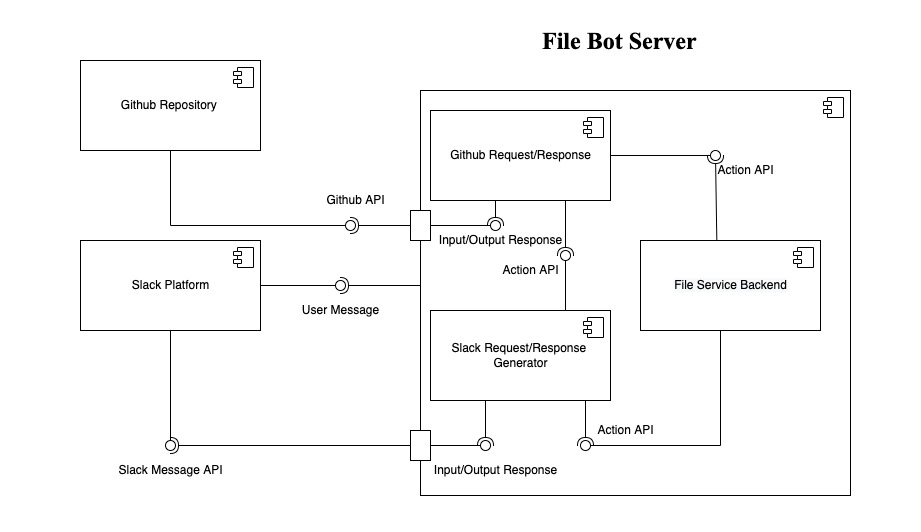 File Bot Server
Github Repository
Github Request/Response
Action API
Github API
Input/Output Response
Action API
Slack Platform
File Service Backend
User Message
Slack Request/Response
Generator
Action API
Slack Message API
Input/Output Response